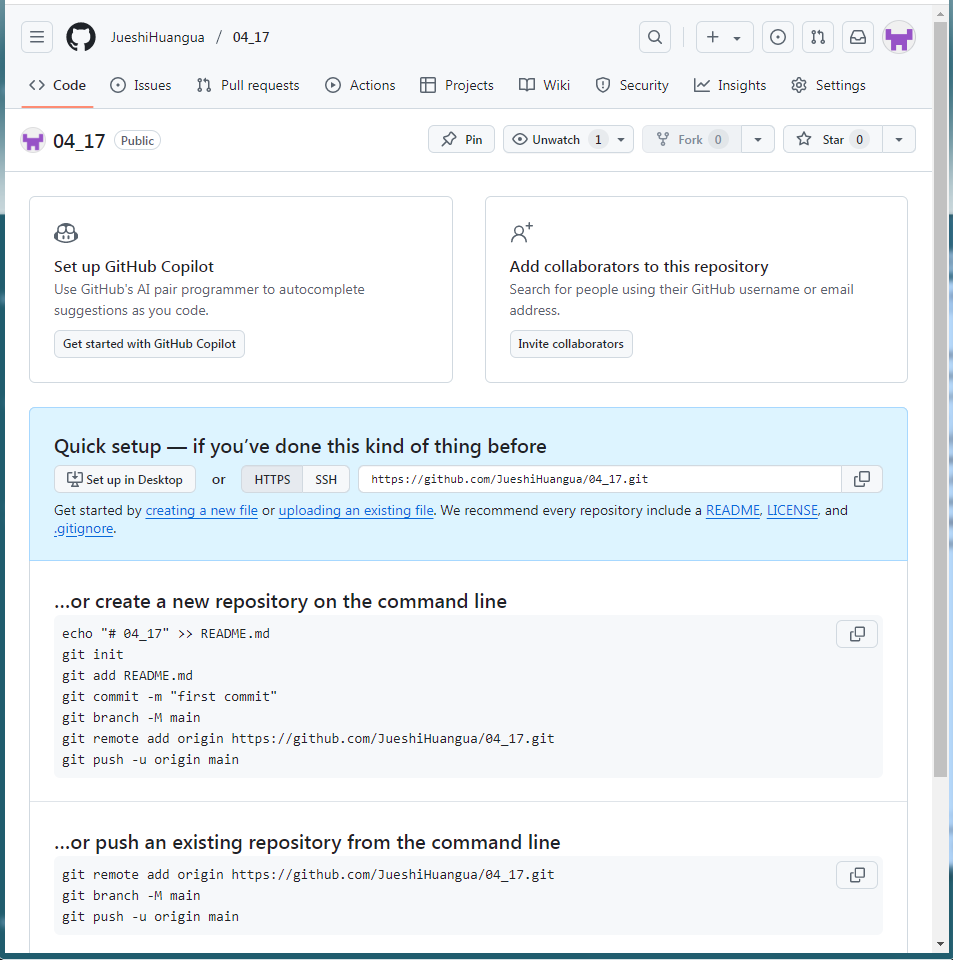 JueshiHuangua / 04_17
Code Issues Pull requests Actions Projects Wiki Security Insights Settings
04_17 Public Pin Unwatch 1 Fork 0 Star 0
Set up GitHub Copilot
Use GitHub's AI pair programmer to autocomplete
suggestions as you code.
Get started with GitHub Copilot
Add collaborators to this repository
Search for people using their GitHub username or email
address.
Invite collaborators
Quick setup — if you’ve done this kind of thing before
Set up in Desktop or HTTPS SSH https://github.com/JueshiHuangua/04_17.git
Get started by creating a new file or uploading an existing file. We recommend every repository include a README, LICENSE, and
.gitignore.
…or create a new repository on the command line
echo "# 04_17" >> README.md
git init
git add README.md
git commit -m "first commit"
git branch -M main
git remote add origin https://github.com/JueshiHuangua/04_17.git
git push -u origin main
…or push an existing repository from the command line
git remote add origin https://github.com/JueshiHuangua/04_17.git
git branch -M main
git push -u origin main